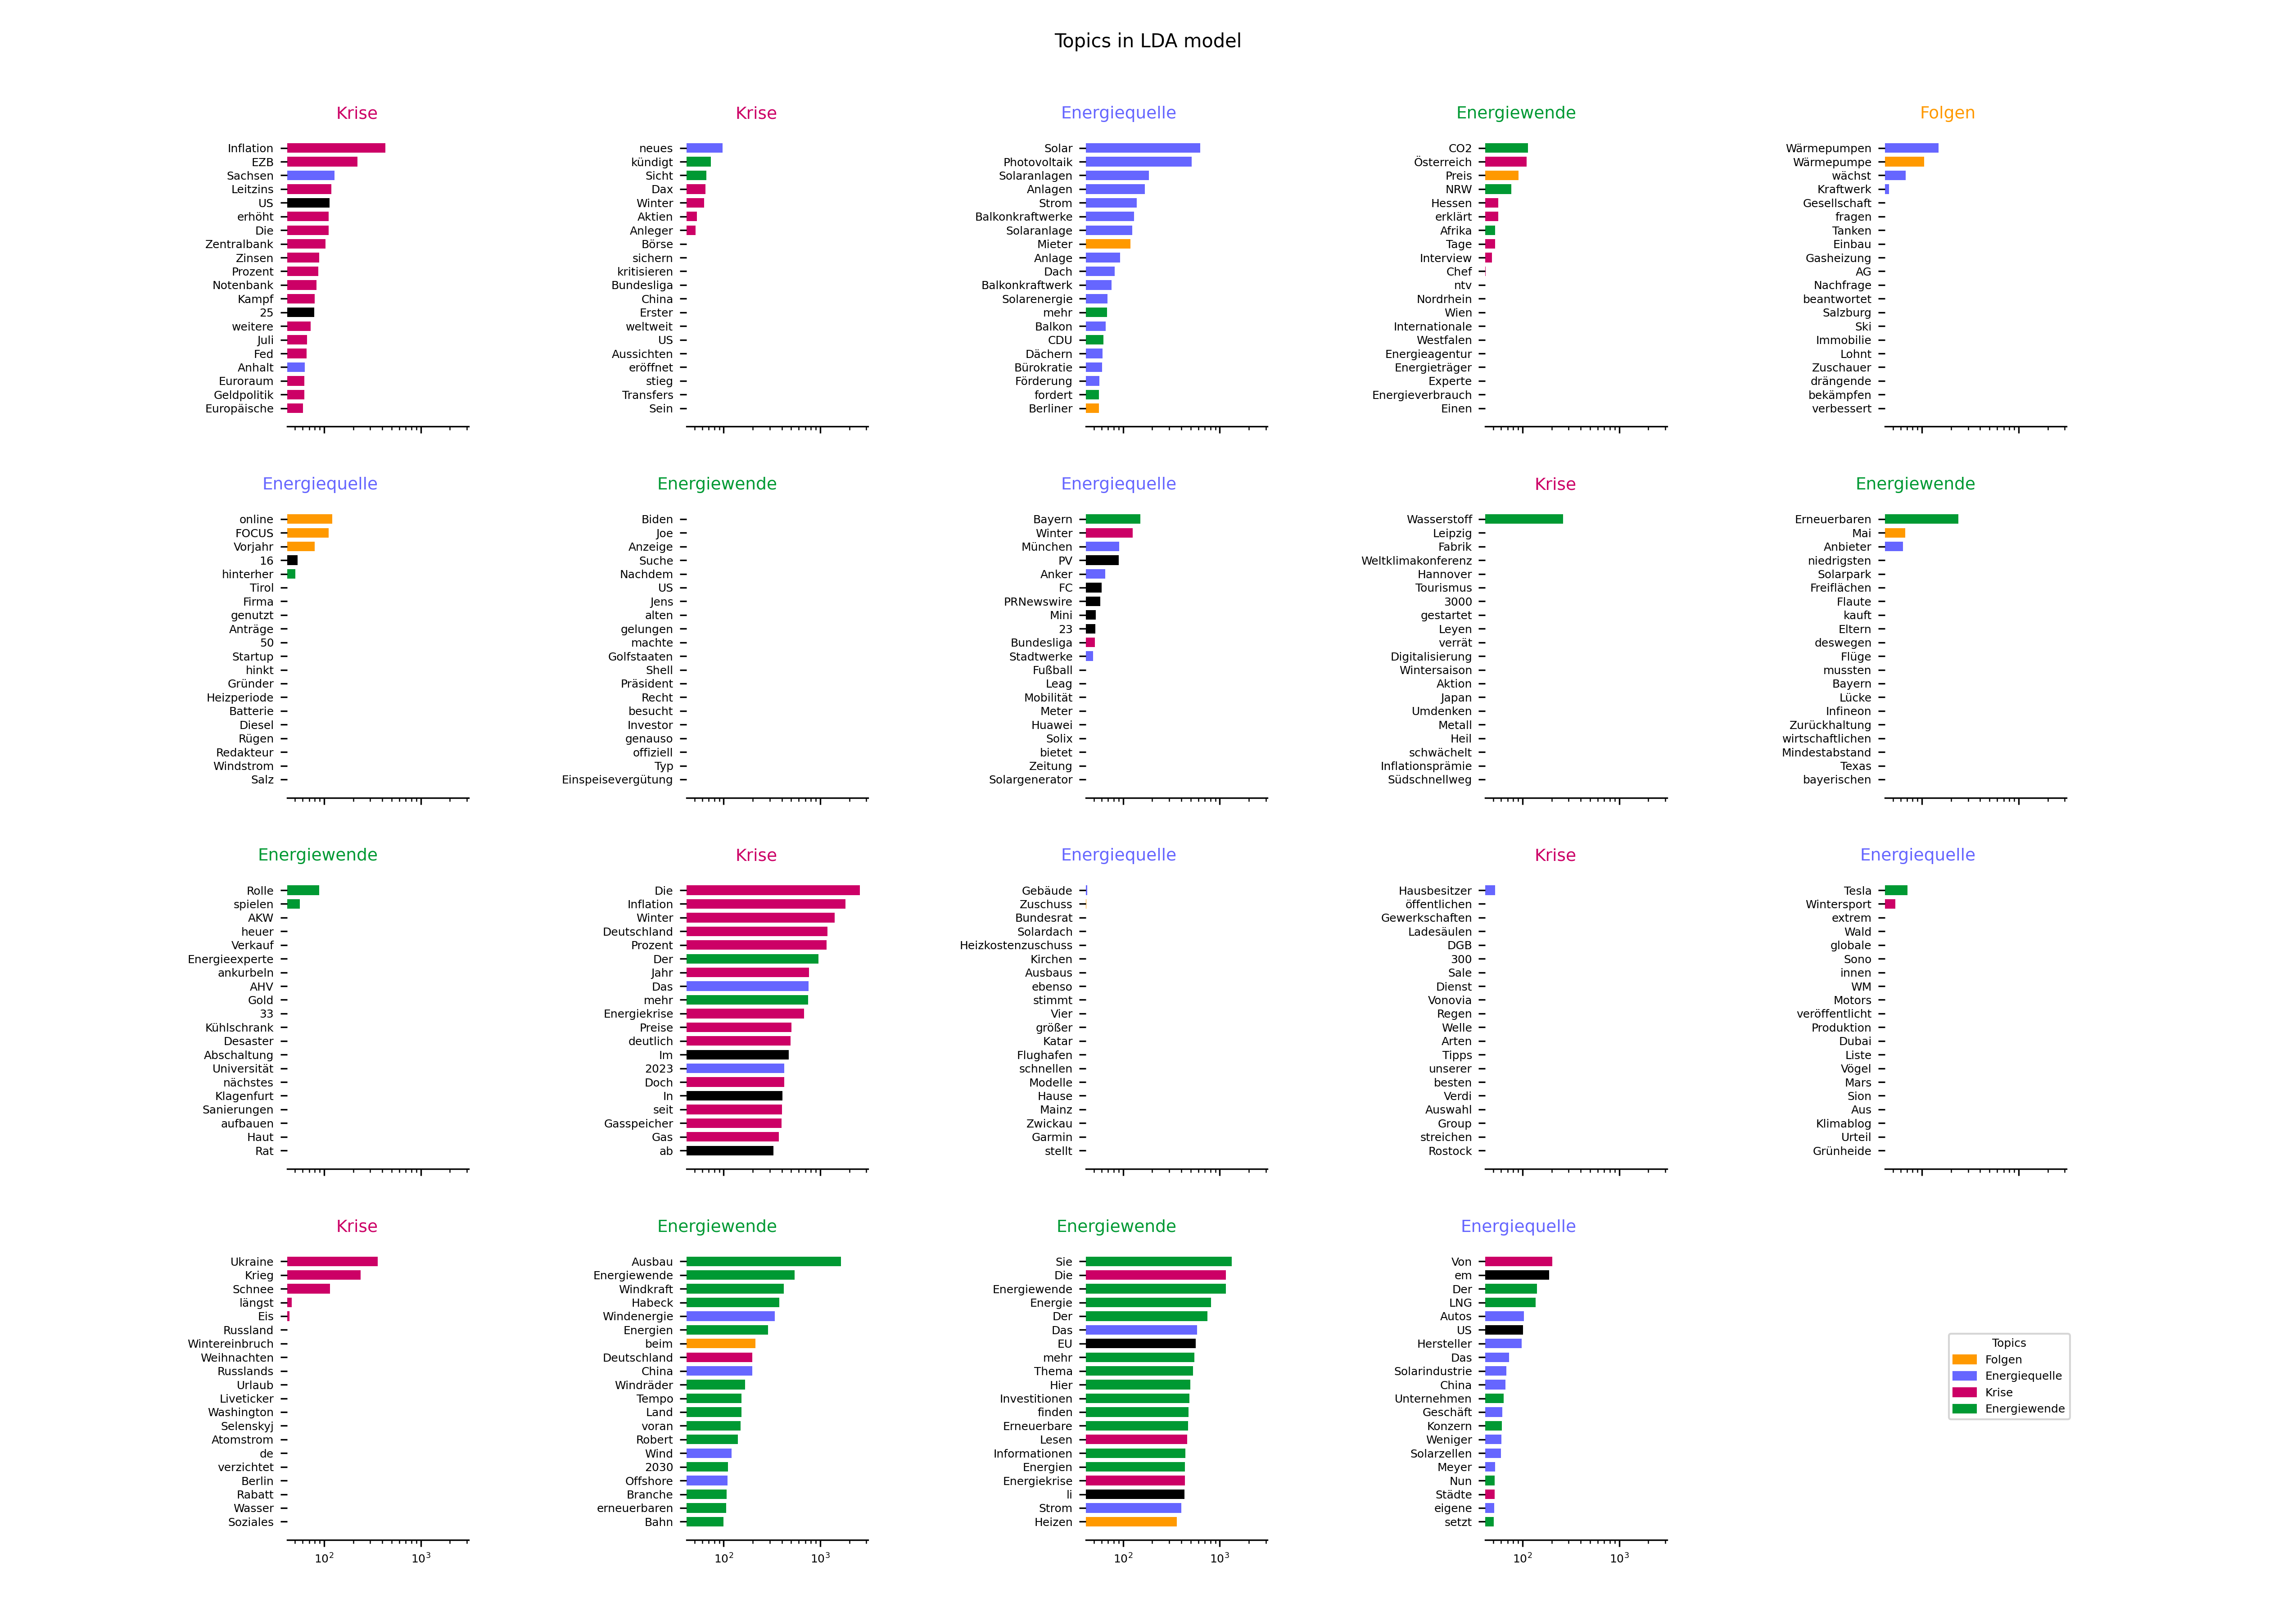 Topics in LDA model
Krise
Inflation
EZB
Sachsen
Leitzins
US
erhöht
Die
Zentralbank
Zinsen
Prozent
Notenbank
Kampf
25
weitere
Juli
Fed
Anhalt
Euroraum
Geldpolitik
Europäische
Krise
neues
kündigt
Sicht
Dax
Winter
Aktien
Anleger
Börse
sichern
kritisieren
Bundesliga
China
Erster
weltweit
US
Aussichten
eröffnet
stieg
Transfers
Sein
Energiequelle
Solar
Photovoltaik
Solaranlagen
Anlagen
Strom
Balkonkraftwerke
Solaranlage
Mieter
Anlage
Dach
Balkonkraftwerk
Solarenergie
mehr
Balkon
CDU
Dächern
Bürokratie
Förderung
fordert
Berliner
Energiewende
CO2
Österreich
Preis
NRW
Hessen
erklärt
Afrika
Tage
Interview
Chef
ntv
Nordrhein
Wien
Internationale
Westfalen
Energieagentur
Energieträger
Experte
Energieverbrauch
Einen
Folgen
Wärmepumpen
Wärmepumpe
wächst
Kraftwerk
Gesellschaft
fragen
Tanken
Einbau
Gasheizung
AG
Nachfrage
beantwortet
Salzburg
Ski
Immobilie
Lohnt
Zuschauer
drängende
bekämpfen
verbessert
Energiequelle
online
FOCUS
Vorjahr
16
hinterher
Tirol
Firma
genutzt
Anträge
50
Startup
hinkt
Gründer
Heizperiode
Batterie
Diesel
Rügen
Redakteur
Windstrom
Salz
Energiewende
Biden
Joe
Anzeige
Suche
Nachdem
US
Jens
alten
gelungen
machte
Golfstaaten
Shell
Präsident
Recht
besucht
Investor
genauso
offiziell
Typ
Einspeisevergütung
Energiequelle
Bayern
Winter
München
PV
Anker
FC
PRNewswire
Mini
23
Bundesliga
Stadtwerke
Fußball
Leag
Mobilität
Meter
Huawei
Solix
bietet
Zeitung
Solargenerator
Krise
Wasserstoff
Leipzig
Fabrik
Weltklimakonferenz
Hannover
Tourismus
3000
gestartet
Leyen
verrät
Digitalisierung
Wintersaison
Aktion
Japan
Umdenken
Metall
Heil
schwächelt
Inflationsprämie
Südschnellweg
Energiewende
Erneuerbaren
Mai
Anbieter
niedrigsten
Solarpark
Freiflächen
Flaute
kauft
Eltern
deswegen
Flüge
mussten
Bayern
Lücke
Infineon
Zurückhaltung
wirtschaftlichen
Mindestabstand
Texas
bayerischen
Energiewende
Rolle
spielen
AKW
heuer
Verkauf
Energieexperte
ankurbeln
AHV
Gold
33
Kühlschrank
Desaster
Abschaltung
Universität
nächstes
Klagenfurt
Sanierungen
aufbauen
Haut
Rat
Krise
Die
Inflation
Winter
Deutschland
Prozent
Der
Jahr
Das
mehr
Energiekrise
Preise
deutlich
Im
2023
Doch
In
seit
Gasspeicher
Gas
ab
Energiequelle
Gebäude
Zuschuss
Bundesrat
Solardach
Heizkostenzuschuss
Kirchen
Ausbaus
ebenso
stimmt
Vier
größer
Katar
Flughafen
schnellen
Modelle
Hause
Mainz
Zwickau
Garmin
stellt
Krise
Hausbesitzer
öffentlichen
Gewerkschaften
Ladesäulen
DGB
300
Sale
Dienst
Vonovia
Regen
Welle
Arten
Tipps
unserer
besten
Verdi
Auswahl
Group
streichen
Rostock
Energiequelle
Tesla
Wintersport
extrem
Wald
globale
Sono
innen
WM
Motors
veröffentlicht
Produktion
Dubai
Liste
Vögel
Mars
Sion
Aus
Klimablog
Urteil
Grünheide
Krise
Ukraine
Krieg
Schnee
längst
Eis
Russland
Wintereinbruch
Weihnachten
Russlands
Urlaub
Liveticker
Washington
Selenskyj
Atomstrom
de
verzichtet
Berlin
Rabatt
Wasser
Soziales
10² 10³
Energiewende
Ausbau
Energiewende
Windkraft
Habeck
Windenergie
Energien
beim
Deutschland
China
Windräder
Tempo
Land
voran
Robert
Wind
2030
Offshore
Branche
erneuerbaren
Bahn
10² 10³
Energiewende
Sie
Die
Energiewende
Energie
Der
Das
EU
mehr
Thema
Hier
Investitionen
finden
Erneuerbare
Lesen
Informationen
Energien
Energiekrise
li
Strom
Heizen
10² 10³
Energiequelle
Von
em
Der
LNG
Autos
US
Hersteller
Das
Solarindustrie
China
Unternehmen
Geschäft
Konzern
Weniger
Solarzellen
Meyer
Nun
Städte
eigene
setzt
10² 10³
Topics
Folgen
Energiequelle
Krise
Energiewende